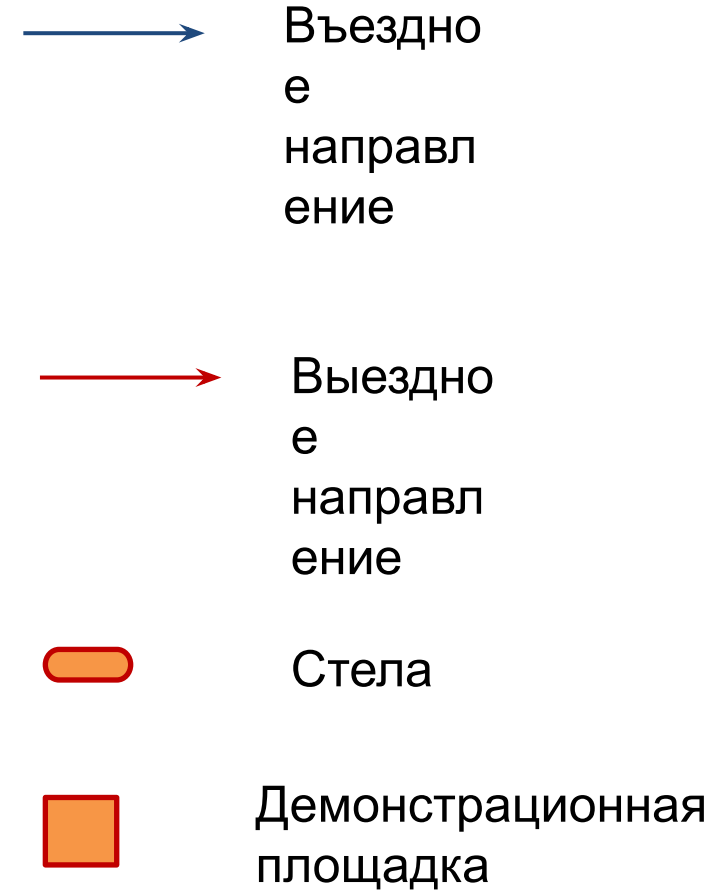 Въездно
е
направл
ение
Выездно
е
направл
ение
Стела
Демонстрационная
площадка